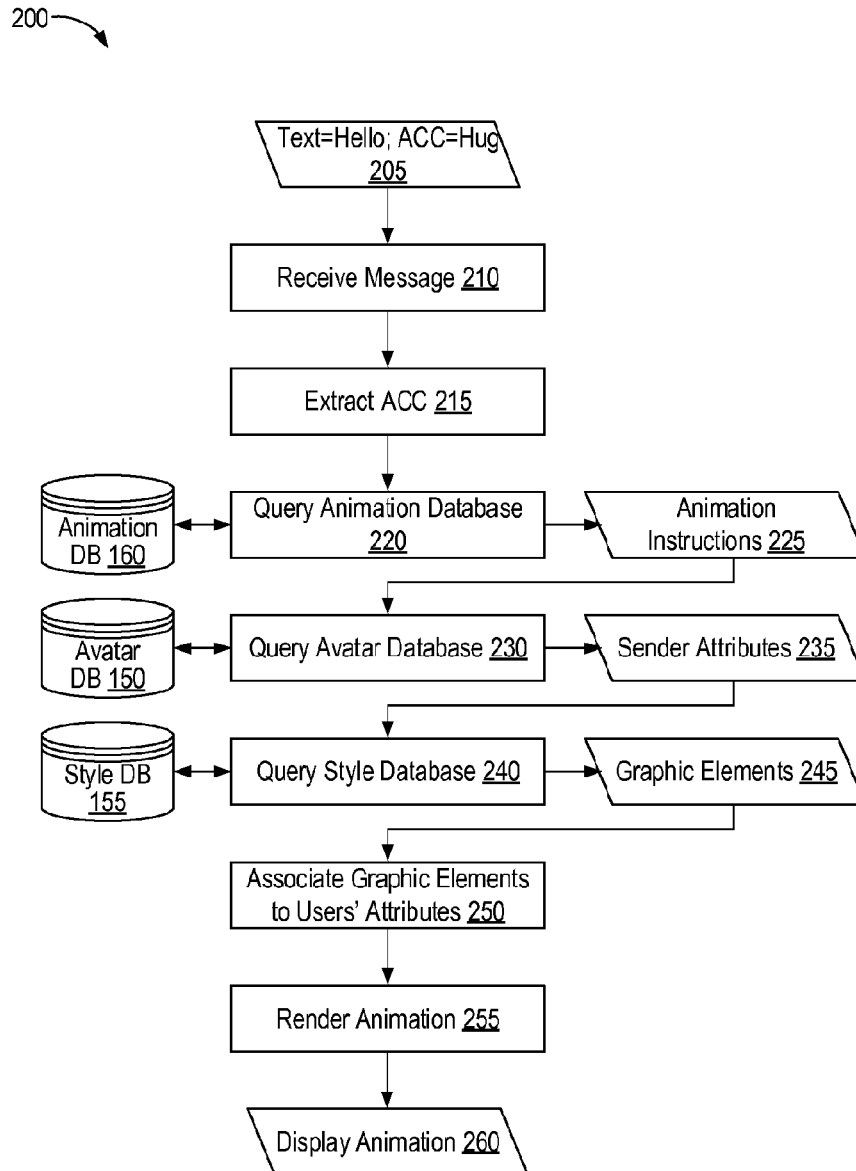 200
Text=Hello; ACC=Hug
205
Receive Message 210
Extract ACC 215
Animation
DB 160
Query Animation Database
220
Animation
Instructions 225
Avatar
DB 150
Query Avatar Database 230
Sender Attributes 235
Style DB
155
Query Style Database 240
Graphic Elements 245
Associate Graphic Elements
to Users’ Attributes 250
Render Animation 255
Display Animation 260